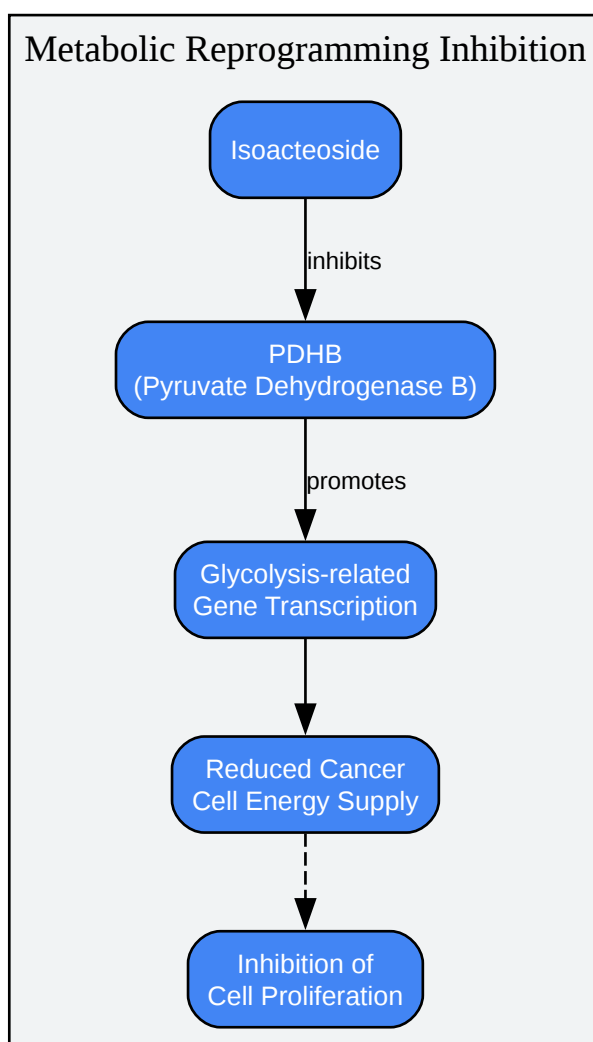 Metabolic Reprogramming Inhibition
Isoacteoside
inhibits
PDHB
(Pyruvate Dehydrogenase B)
promotes
Glycolysis-related
Gene Transcription
Reduced Cancer
Cell Energy Supply
Inhibition of
Cell Proliferation